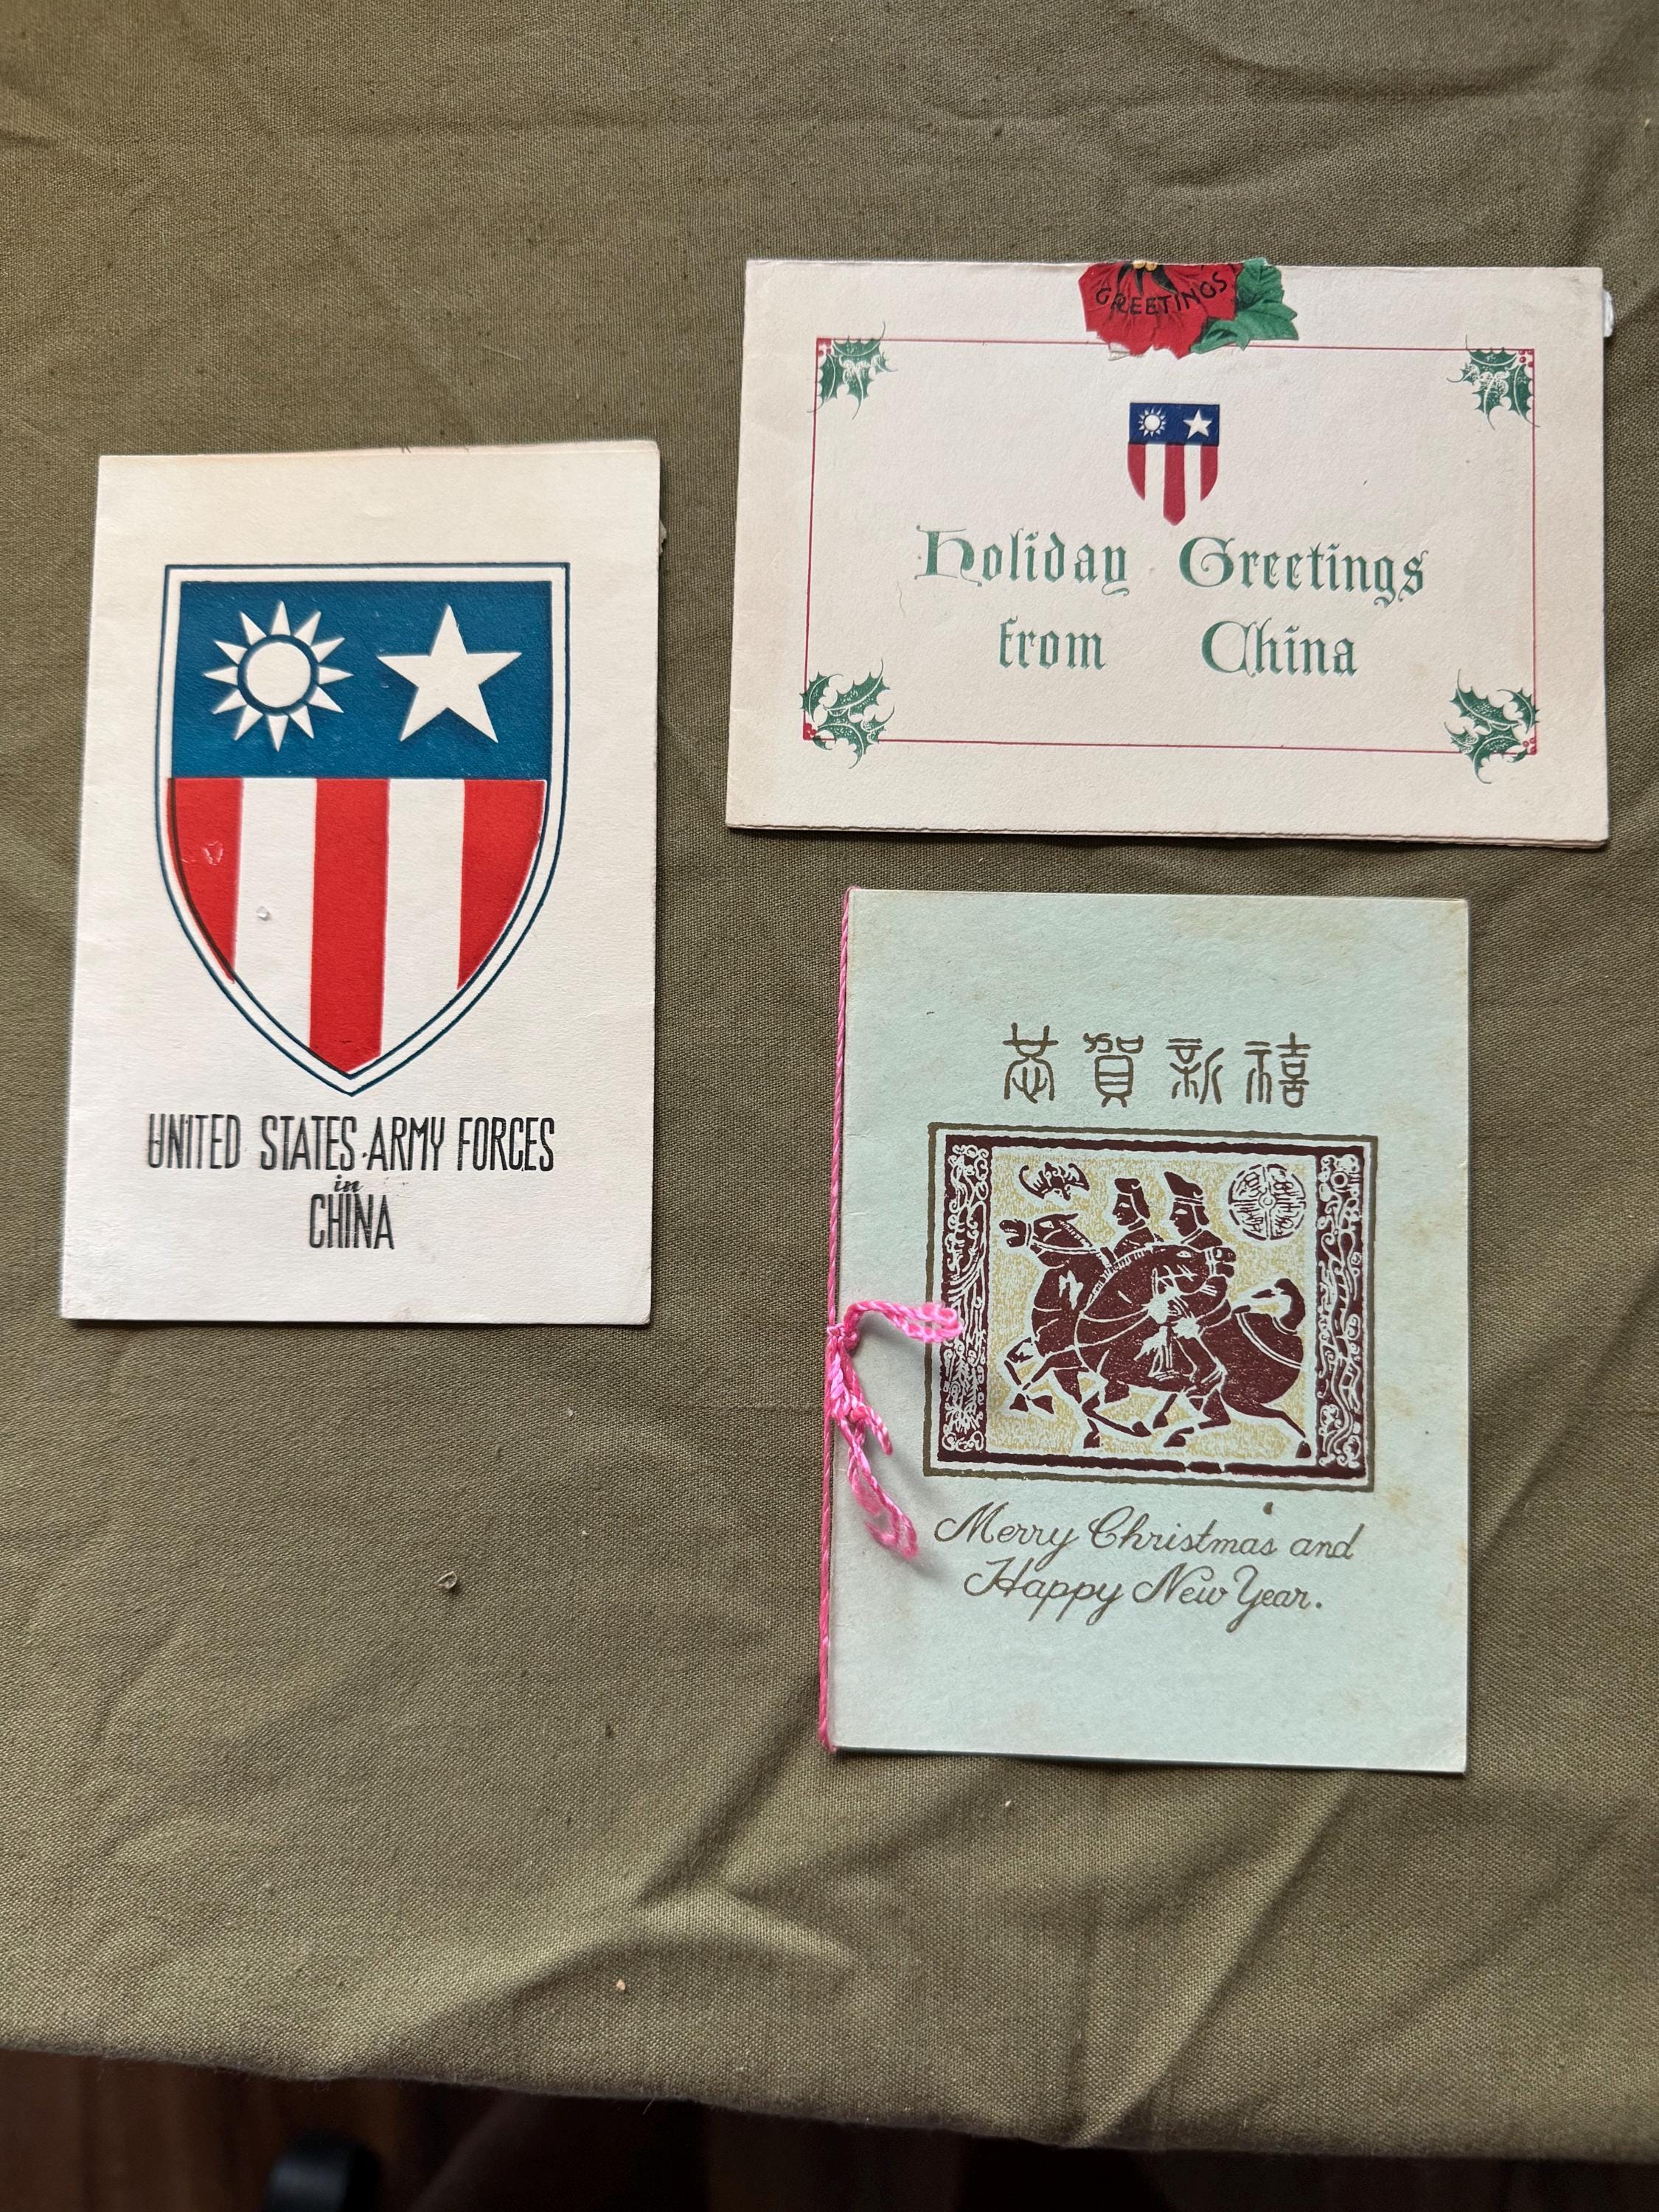 UNITED STATES ARMY FORCES
in
CHINA
GREETINGS
Holiday Greetings
from China
恭賀新禧
Merry Christmas and
Happy New Year.